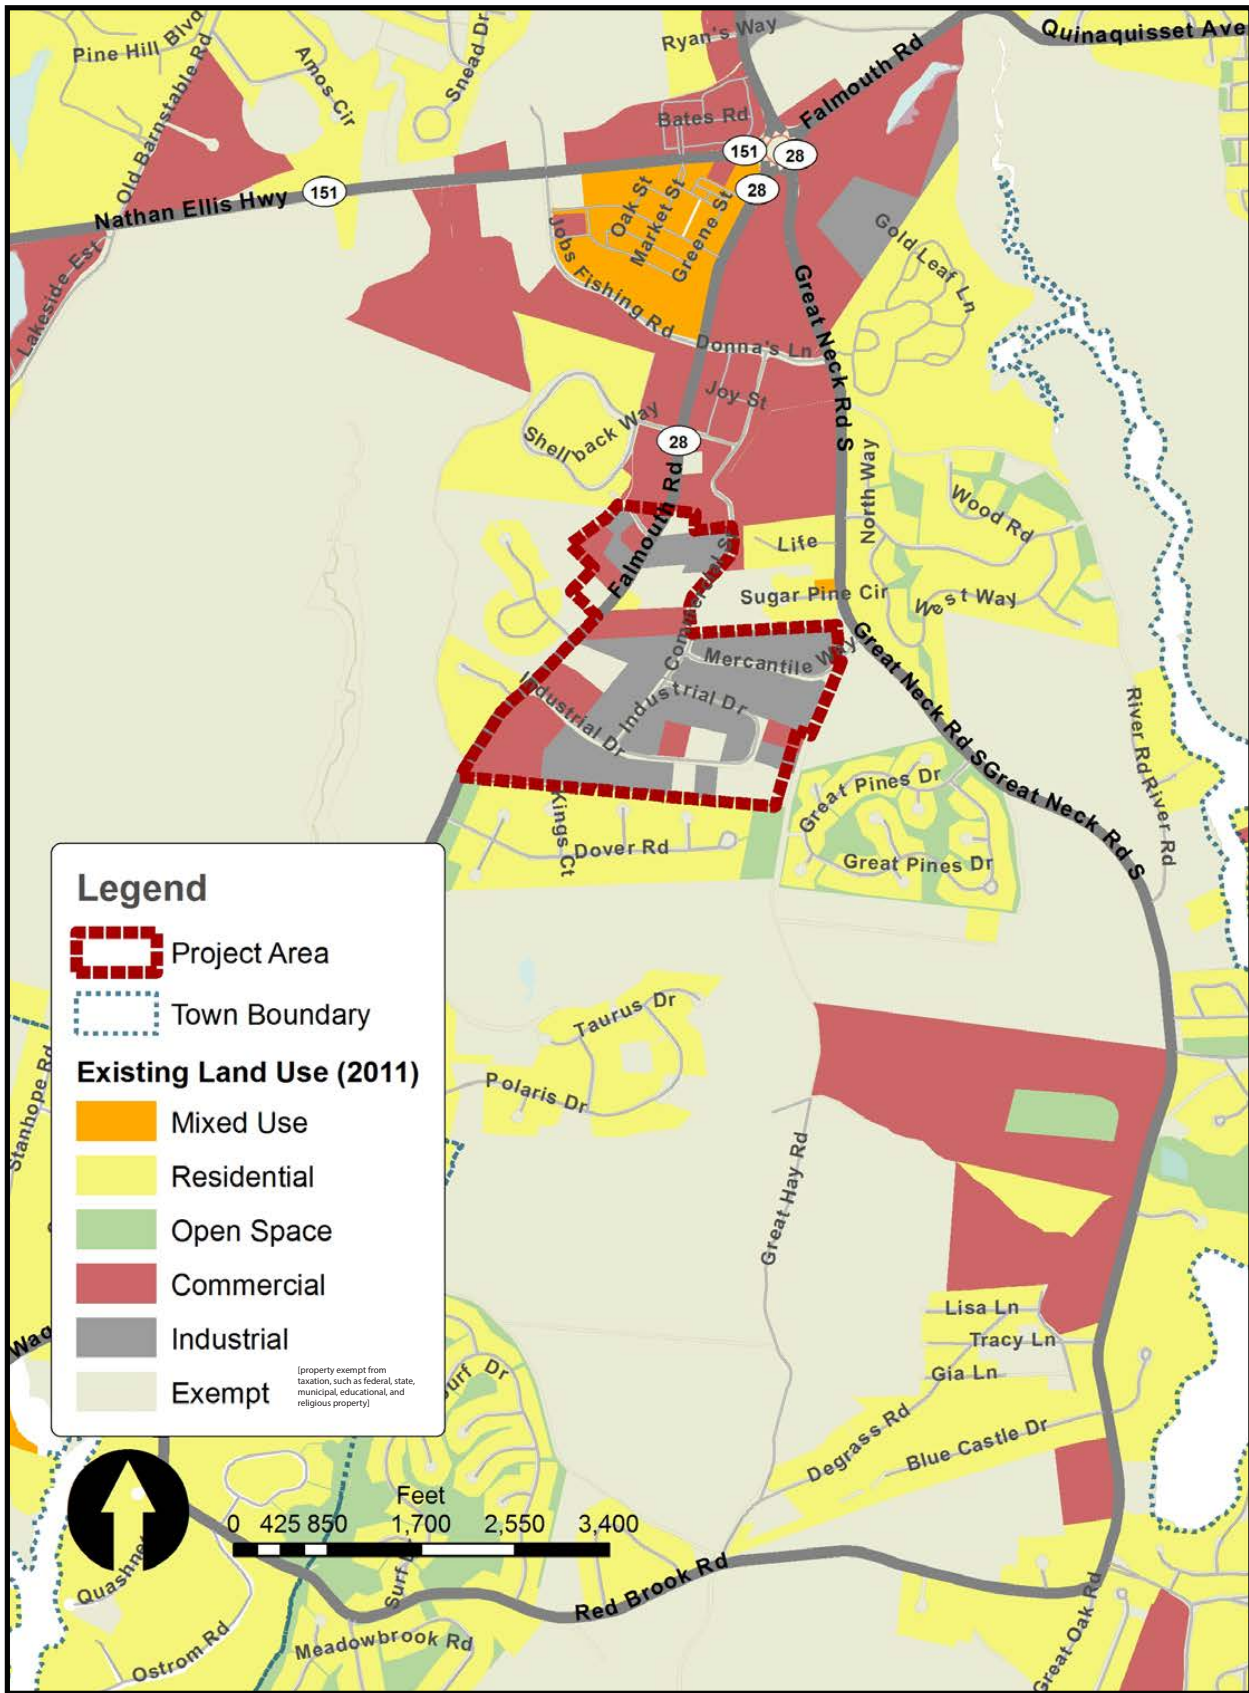 Pine Hill Blvd
Old Barnstable Rd
Amos Cir
Snead Dr
Ryan's Way
Falmouth Rd
Quinaquisset Ave
Bates Rd
151
28
28
151
Nathan Ellis Hwy
Lakeside Est
Oak St
Market St
Greene St
Jobs Fishing Rd
Gold Leaf Ln
Great Neck Rd S
Donna's Ln
Joy St
Shellback Way
28
Falmouth Rd
North Way
Wood Rd
Life
Commercial St
Sugar Pine Cir
West Way
Mercantile Way
Great Neck Rd S
Industrial Dr
Industrial Dr
River Rd
River Rd
Great Neck Rd S
Great Pines Dr
Great Pines Dr
Kings Ct
Dover Rd
Legend
Project Area
Town Boundary
Existing Land Use (2011)
Mixed Use
Residential
Open Space
Commercial
Industrial
Exempt
[property exempt from
taxation, such as federal, state,
municipal, educational, and
religious property]
Stanhope Rd
Taurus Dr
Polaris Dr
Great Hay Rd
Lisa Ln
Tracy Ln
Gia Ln
Degrass Rd
Blue Castle Dr
Waq
urf Dr
Feet
0 425 850 1,700 2,550 3,400
Quashnet
Surf
Red Brook Rd
Ostrom Rd
Meadowbrook Rd
Great Oak Rd